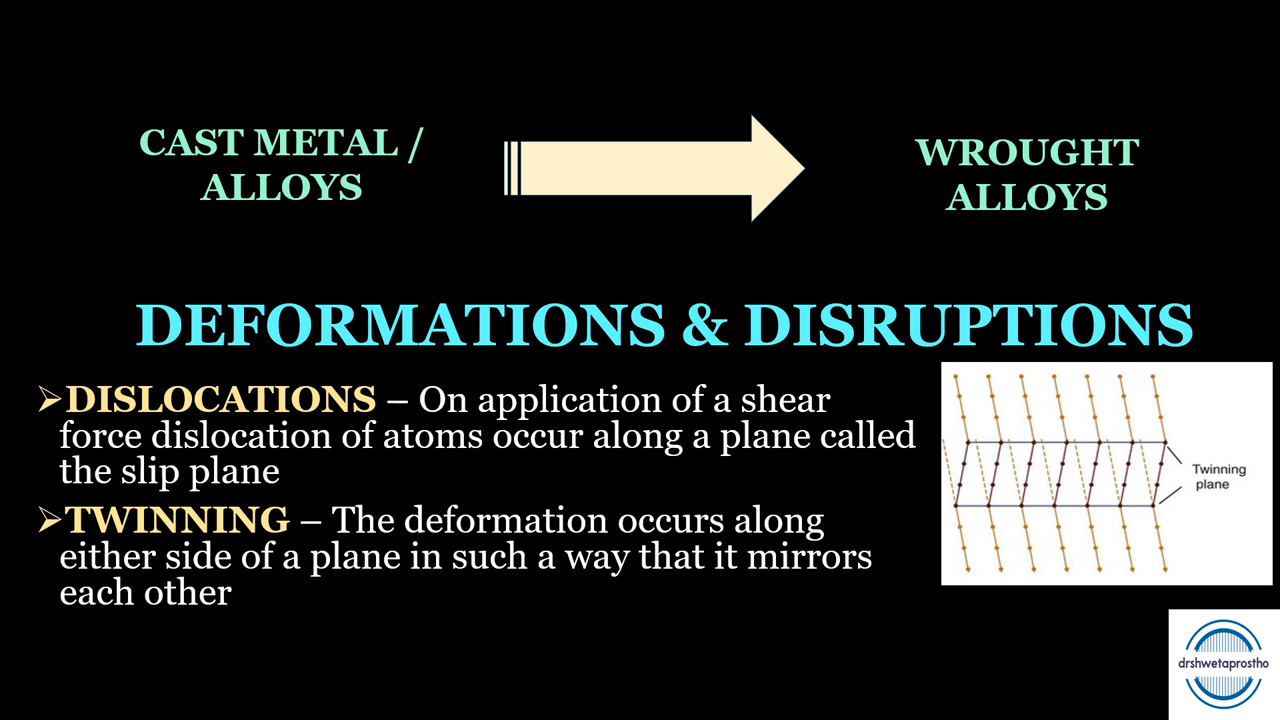 CAST METAL /
ALLOYS
WROUGHT
ALLOYS
DEFORMATIONS & DISRUPTIONS
➢DISLOCATIONS – On application of a shear
force dislocation of atoms occur along a plane called
the slip plane
➢TWINNING – The deformation occurs along
either side of a plane in such a way that it mirrors
each other
Twinning
plane
drshwetaprostho